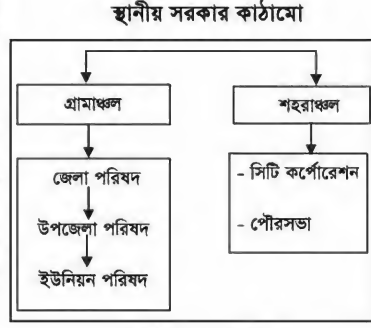 স্থানীয় সরকার কাঠামো
গ্রামাঞ্চল
শহরাঞ্চল
জেলা পরিষদ
উপজেলা পরিষদ
ইউনিয়ন পরিষদ
- সিটি কর্পোরেশন
- পৌরসভা